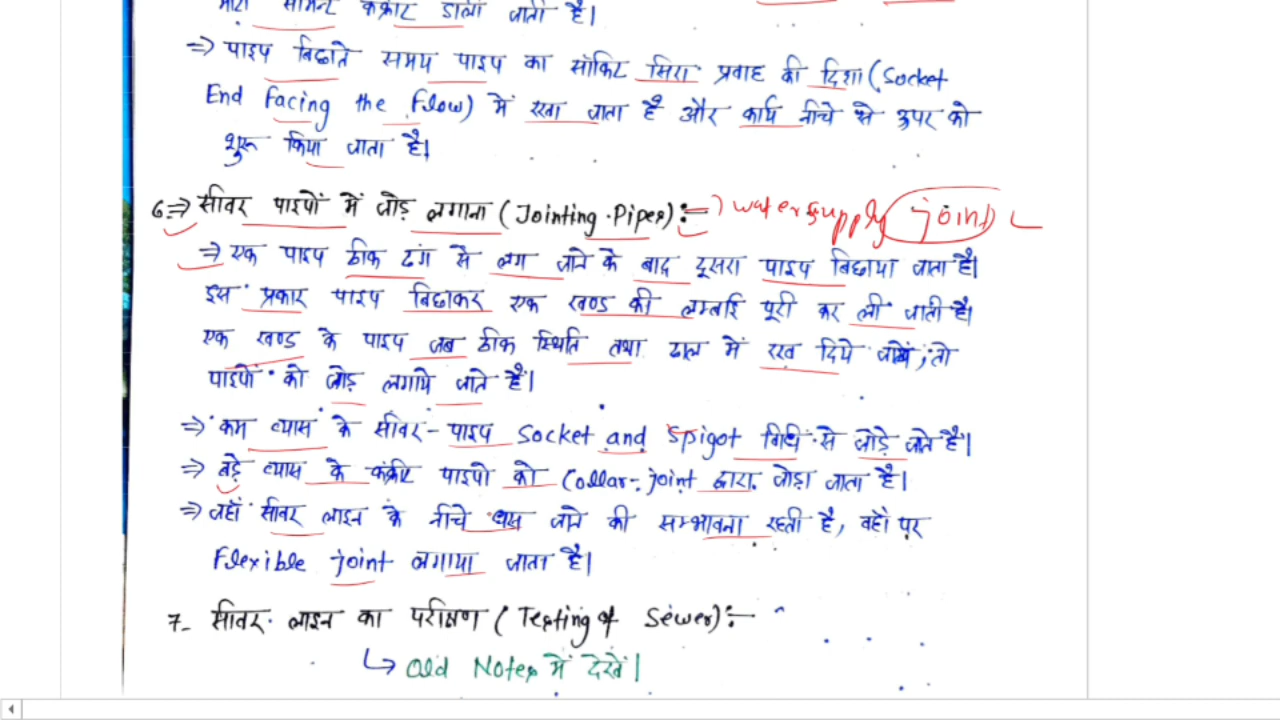 मोटी सीमेन्ट कंक्रीट डाली जाती है।
⇒ पाइप बिछाते समय पाइप का सॉकिट सिरा प्रवाह की दिशा (Socket
End Facing the Flow) में रखा जाता है और कार्य नीचे से ऊपर को
शुरू किया जाता है।
6⇒ सीवर पाइपों में जोड़ लगाना (Jointing Pipes) :- water supply joint
⇒ एक पाइप ठीक ढंग से लग जाने के बाद दूसरा पाइप बिछाया जाता है।
इस प्रकार पाइप बिछाकर एक खण्ड की लम्बाई पूरी कर ली जाती है।
एक खण्ड के पाइप जब ठीक स्थिति तथा ढाल में रख दिये जायें, तो
पाइपों को जोड़ लगाये जाते हैं।
⇒ कम व्यास के सीवर-पाइप Socket and Spigot विधि से जोड़े जाते है।
⇒ बड़े व्यास के कंक्रीट पाइपो को Collar-joint द्वारा जोड़ा जाता है।
⇒ जहाँ सीवर लाइन के नीचे धस जाने की सम्भावना रहती है, वहाँ पर
Flexible joint लगाया जाता है।
7- सीवर लाइन का परीक्षण (Testing of Sewer) :-
↳ Old Notes में देखें।